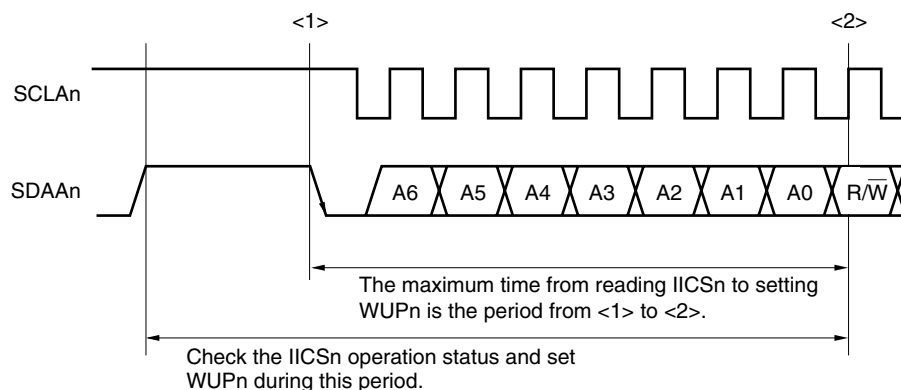 <1> <2>
SCLAn
SDAAn
A6 A5 A4 A3 A2 A1 A0 R/W̅
The maximum time from reading IICSn to setting
WUPn is the period from <1> to <2>.
Check the IICSn operation status and set
WUPn during this period.